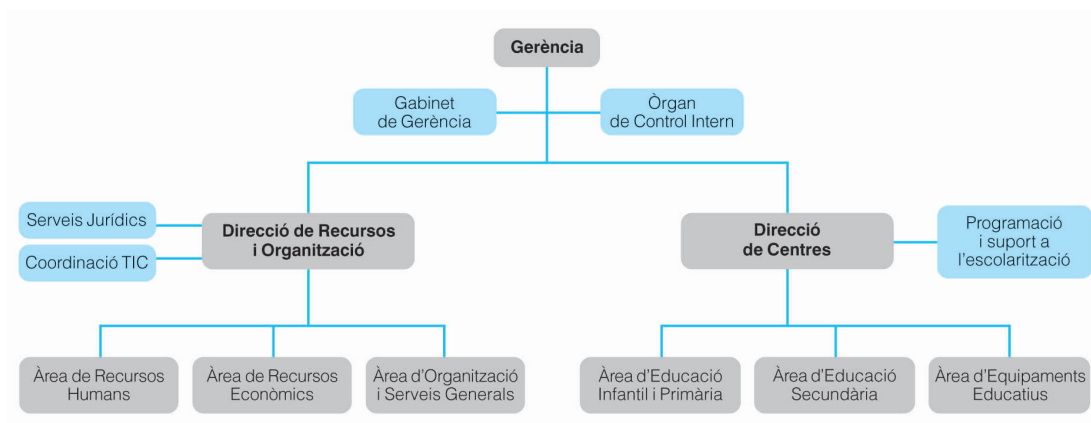 Gerència
Gabinet
de Gerència
Òrgan
de Control Intern
Serveis Jurídics
Coordinació TIC
Direcció de Recursos
i Organització
Direcció
de Centres
Programació
i suport a
l'escolarització
Àrea de Recursos
Humans
Àrea de Recursos
Econòmics
Àrea d'Organització
i Serveis Generals
Àrea d'Educació
Infantil i Primària
Àrea d'Educació
Secundària
Àrea d'Equipaments
Educatius